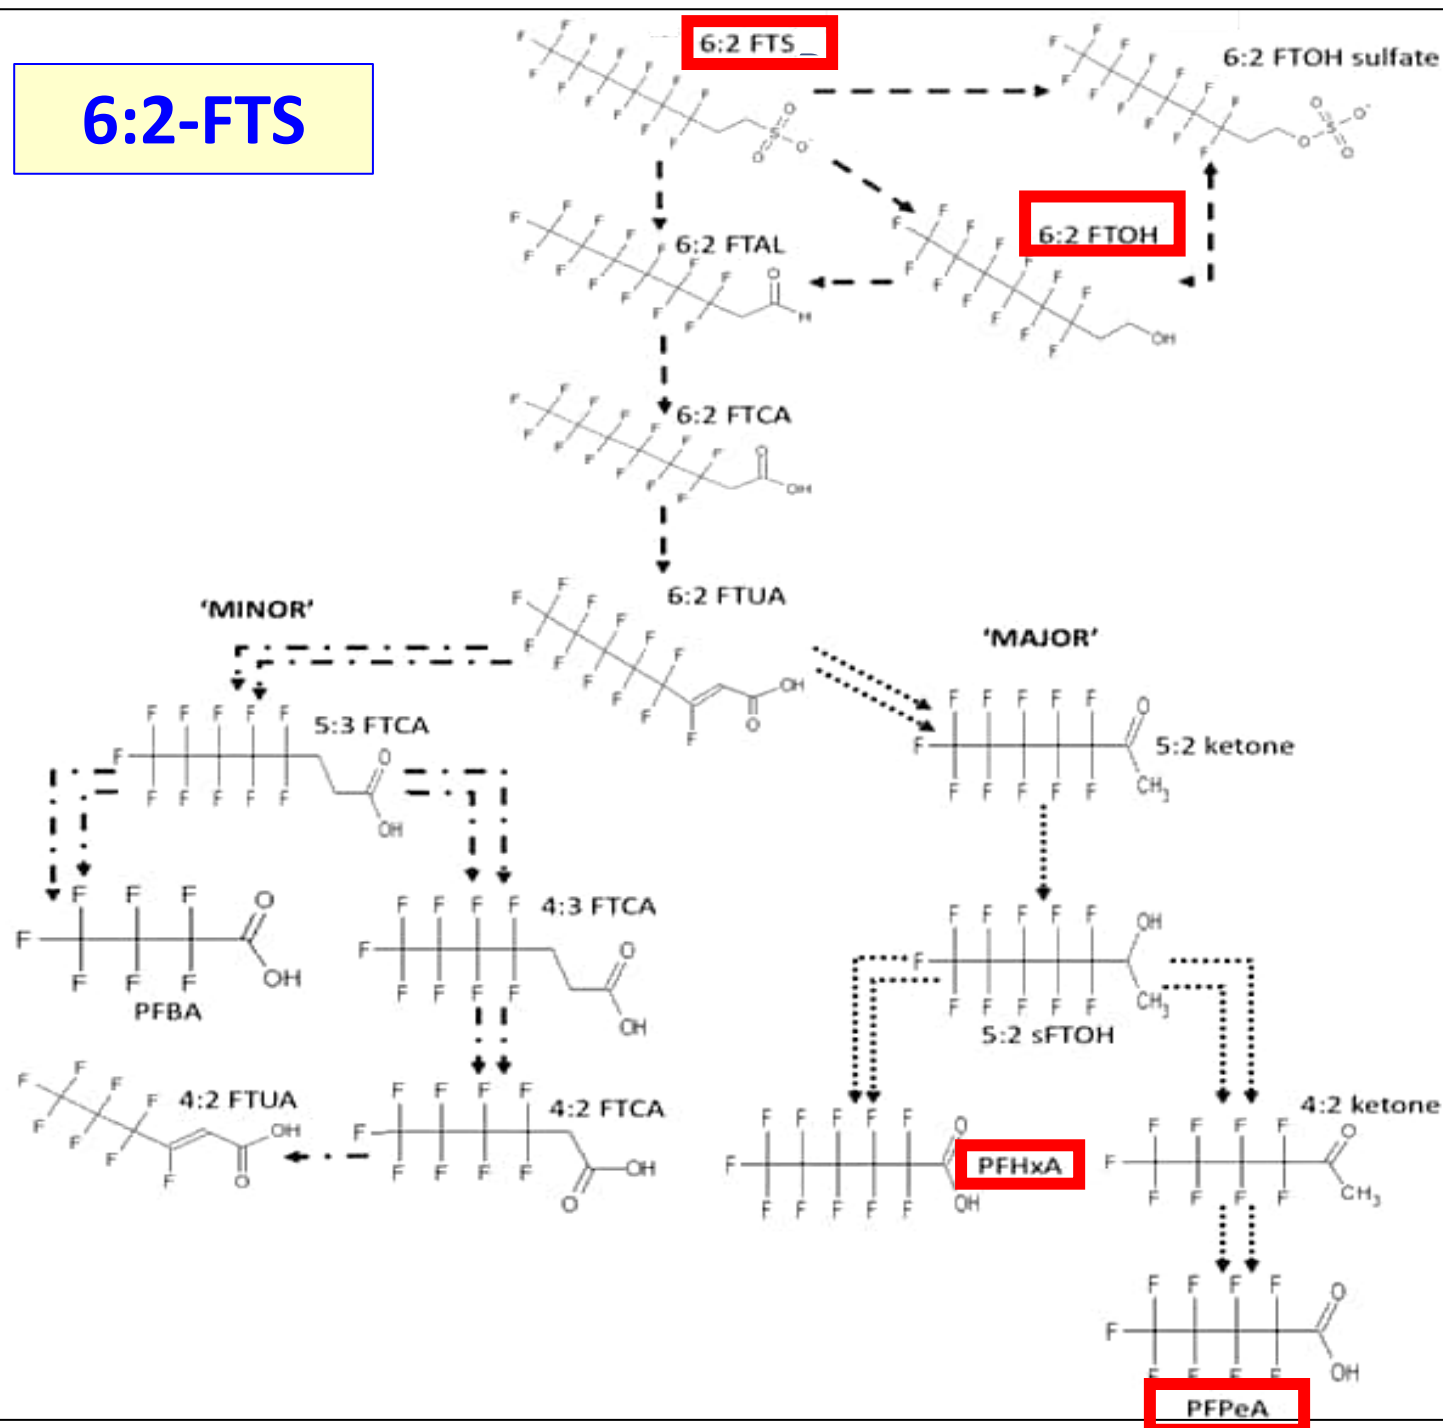 6:2-FTS
6:2 FTS
6:2 FTOH sulfate
6:2 FTAL
6:2 FTOH
6:2 FTCA
6:2 FTUA
'MINOR'
'MAJOR'
5:3 FTCA
5:2 ketone
4:3 FTCA
PFBA
5:2 sFTOH
4:2 FTUA
4:2 FTCA
4:2 ketone
PFHxA
PFPeA